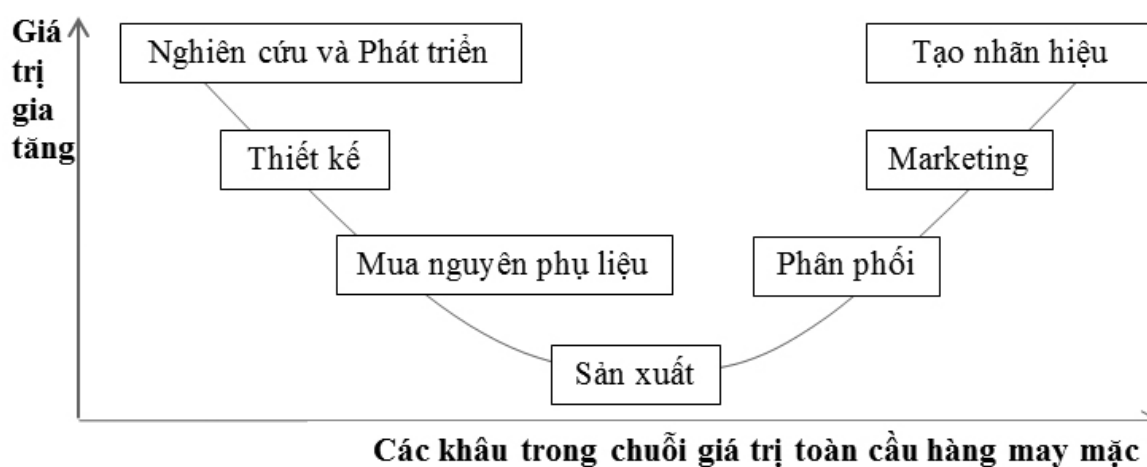 Giá
trị
gia
tăng
Nghiên cứu và Phát triển
Tạo nhãn hiệu
Thiết kế
Marketing
Mua nguyên phụ liệu
Phân phối
Sản xuất
Các khâu trong chuỗi giá trị toàn cầu hàng may mặc